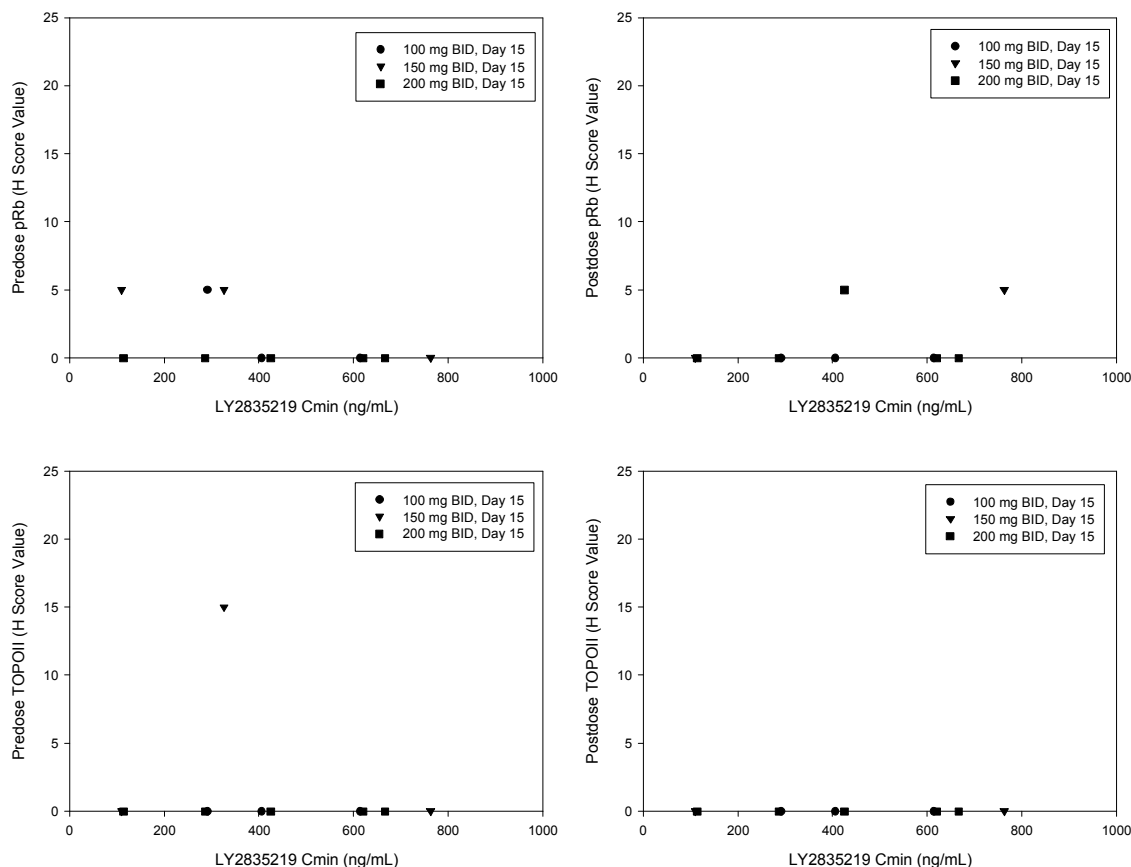 Predose pRb (H Score Value)
25
20
15
10
5
0
100 mg BID, Day 15
150 mg BID, Day 15
200 mg BID, Day 15
0 200 400 600 800 1000
LY2835219 Cmin (ng/mL)
Postdose pRb (H Score Value)
25
20
15
10
5
0
100 mg BID, Day 15
150 mg BID, Day 15
200 mg BID, Day 15
0 200 400 600 800 1000
LY2835219 Cmin (ng/mL)
Predose TOPOII (H Score Value)
25
20
15
10
5
0
100 mg BID, Day 15
150 mg BID, Day 15
200 mg BID, Day 15
0 200 400 600 800 1000
LY2835219 Cmin (ng/mL)
Postdose TOPOII (H Score Value)
25
20
15
10
5
0
100 mg BID, Day 15
150 mg BID, Day 15
200 mg BID, Day 15
0 200 400 600 800 1000
LY2835219 Cmin (ng/mL)